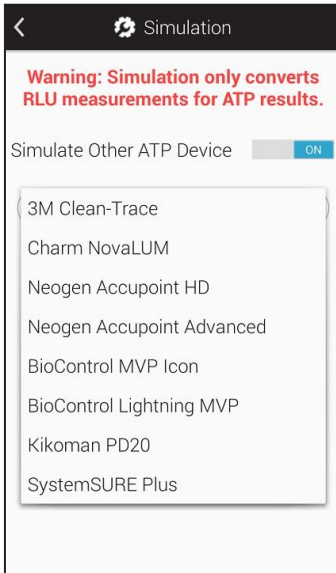 Simulation
Warning: Simulation only converts
RLU measurements for ATP results.
Simulate Other ATP Device ON
3M Clean-Trace
Charm NovaLUM
Neogen Accupoint HD
Neogen Accupoint Advanced
BioControl MVP Icon
BioControl Lightning MVP
Kikoman PD20
SystemSURE Plus